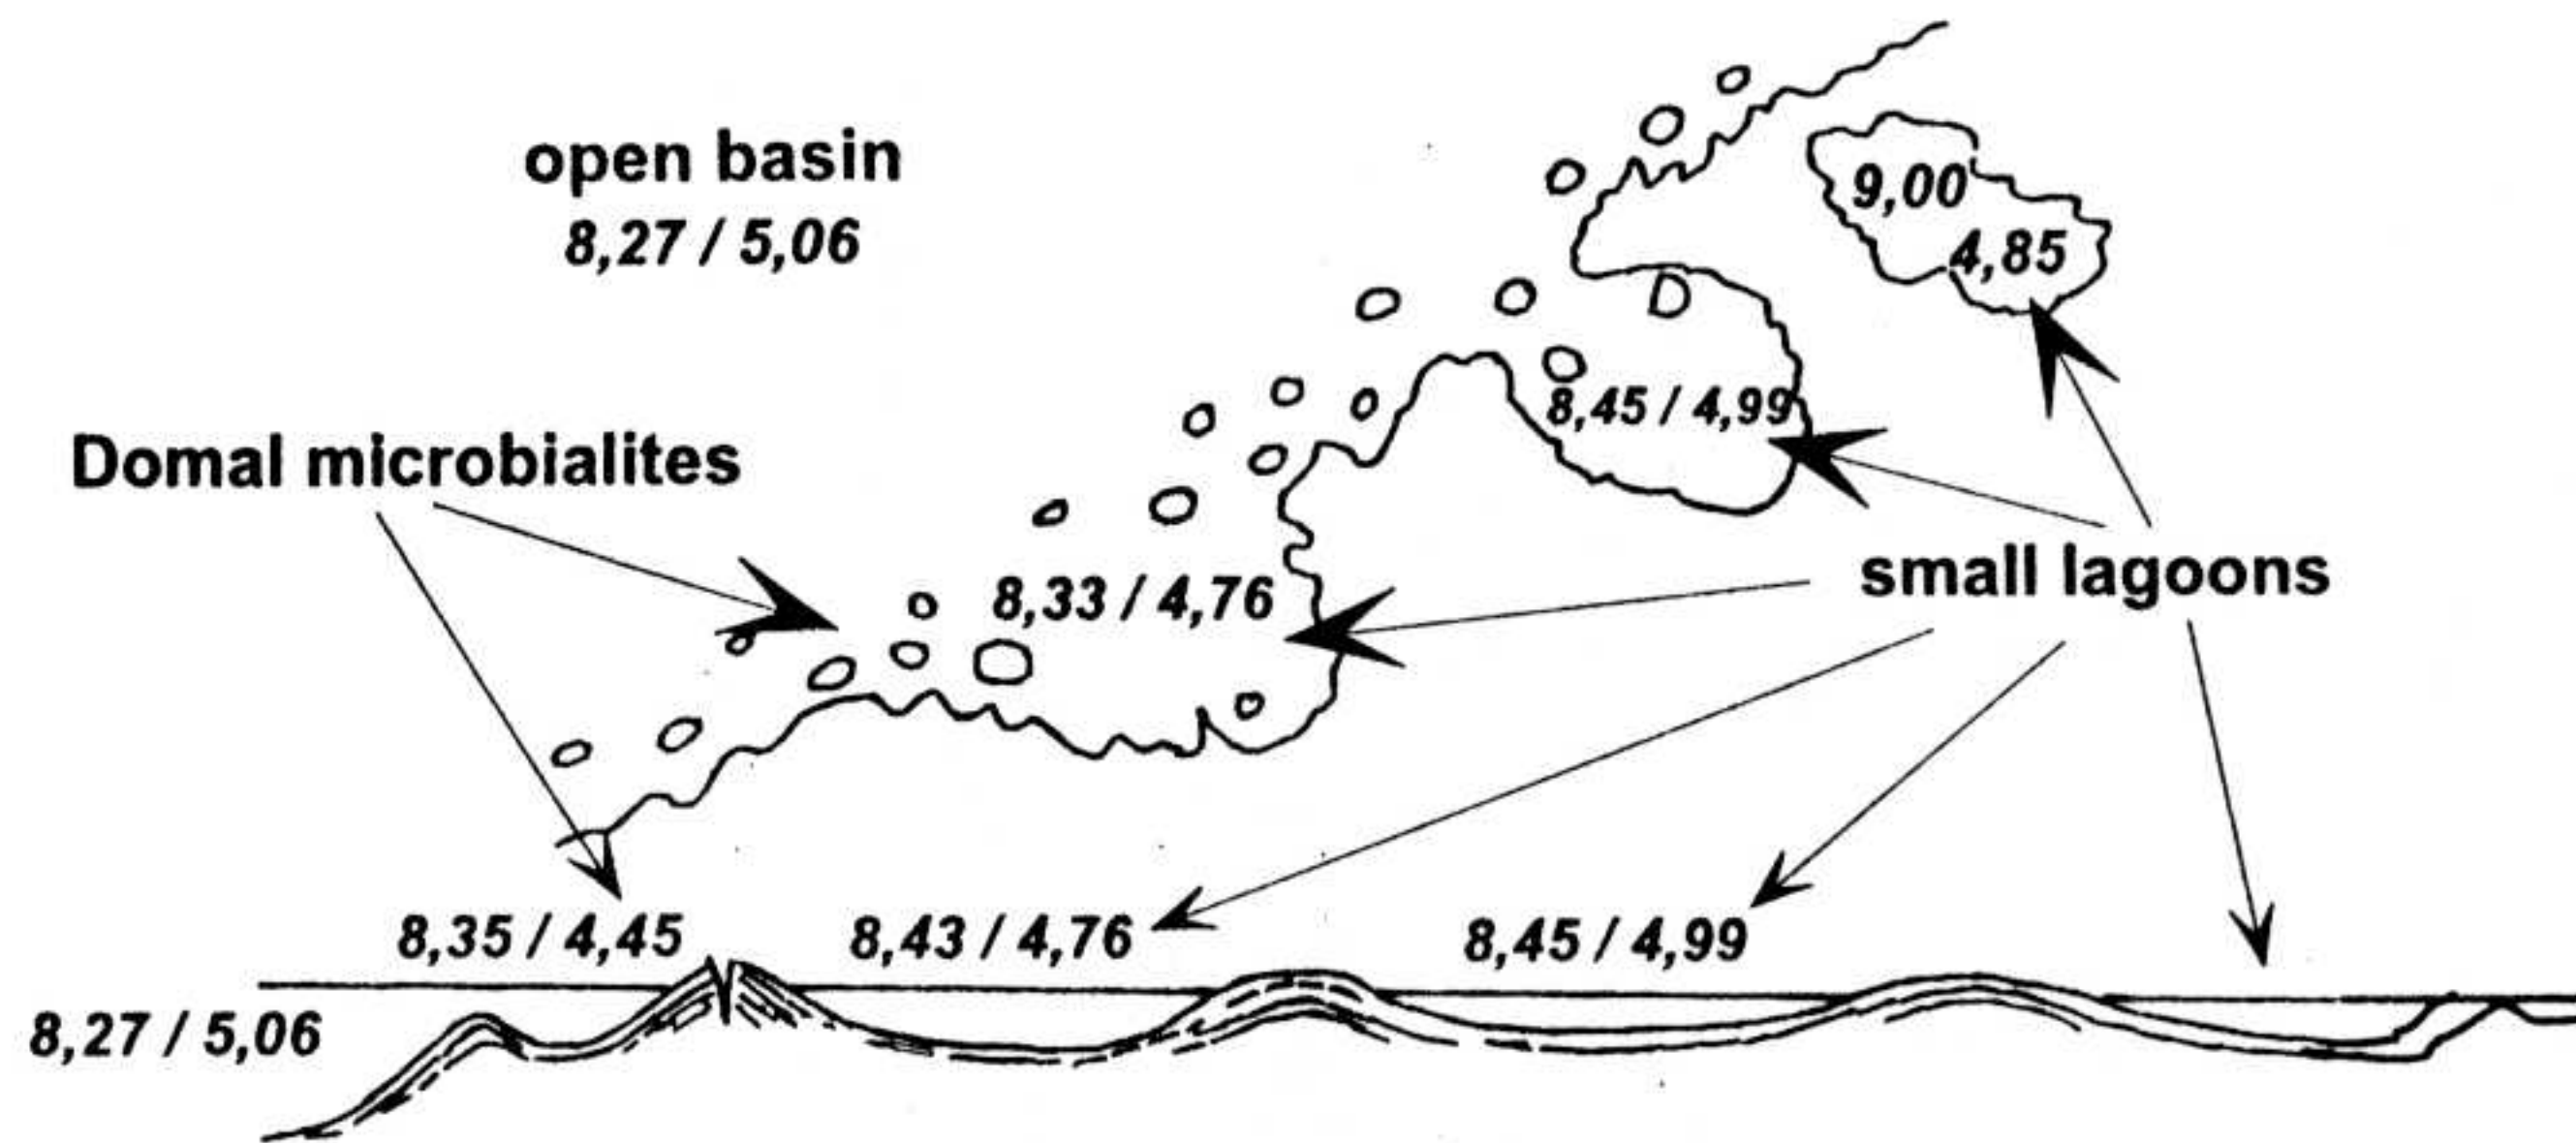 open basin
8,27 / 5,06
9,00
4,85
8,45 / 4,99
Domal microbialites
8,33 / 4,76
small lagoons
8,35 / 4,45
8,43 / 4,76
8,45 / 4,99
8,27 / 5,06